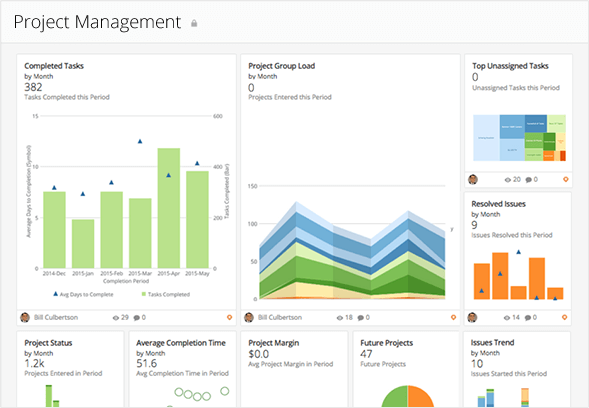 Project Management
Completed Tasks
by Month
382
Tasks Completed this Period
15
10
5
0
600
400
200
0
Average Days to Completion (Symbol)
Tasks Completed (Bar)
2014-Dec 2015-Jan 2015-Feb 2015-Mar 2015-Apr 2015-May
Completion Period
Avg Days to Complete Tasks Completed
Bill Culbertson 29 0
Project Group Load
by Month
0
Projects Entered this Period
150
100
50
0
y
Bill Culbertson 18 0
Top Unassigned Tasks
0
Unassigned Tasks this Period
20 0
Resolved Issues
by Month
9
Issues Resolved this Period
14 0
Project Status
by Month
1.2k
Projects Entered in Period
Average Completion Time
by Month
51.6
Avg Completion Time in Period
Project Margin
by Month
$0.0
Avg Project Margin in Period
Future Projects
47
Future Projects
Issues Trend
by Month
10
Issues Started this Period